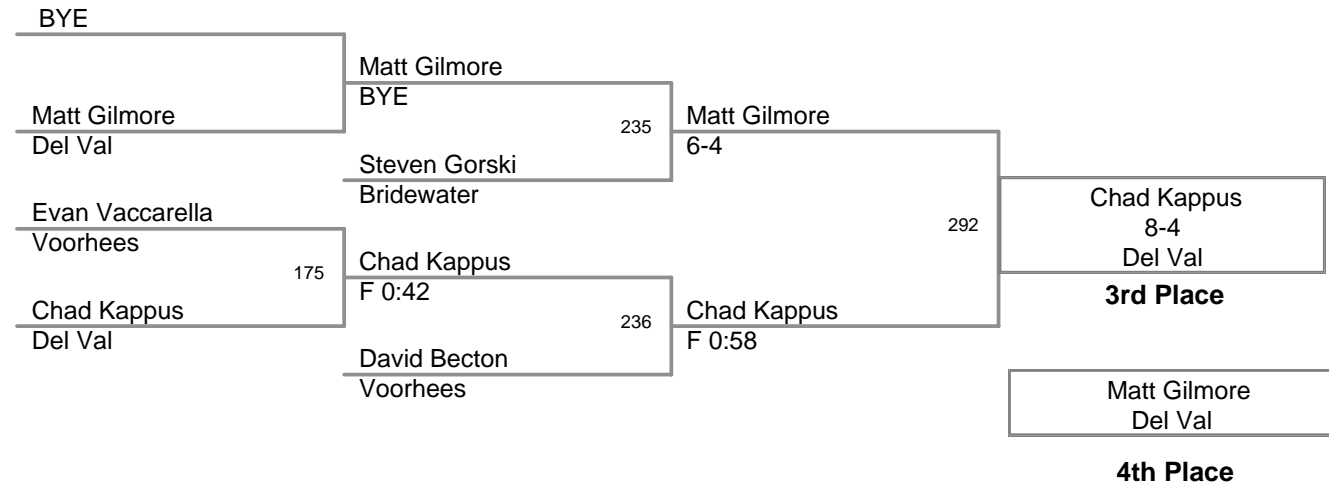 BYE
Matt Gilmore
Del Val
Evan Vaccarella
Voorhees
175
Chad Kappus
Del Val
Matt Gilmore
BYE
235
Steven Gorski
Bridewater
Chad Kappus
F 0:42
236
David Becton
Voorhees
Matt Gilmore
6-4
292
Chad Kappus
F 0:58
Chad Kappus
8-4
Del Val
3rd Place
Matt Gilmore
Del Val
4th Place